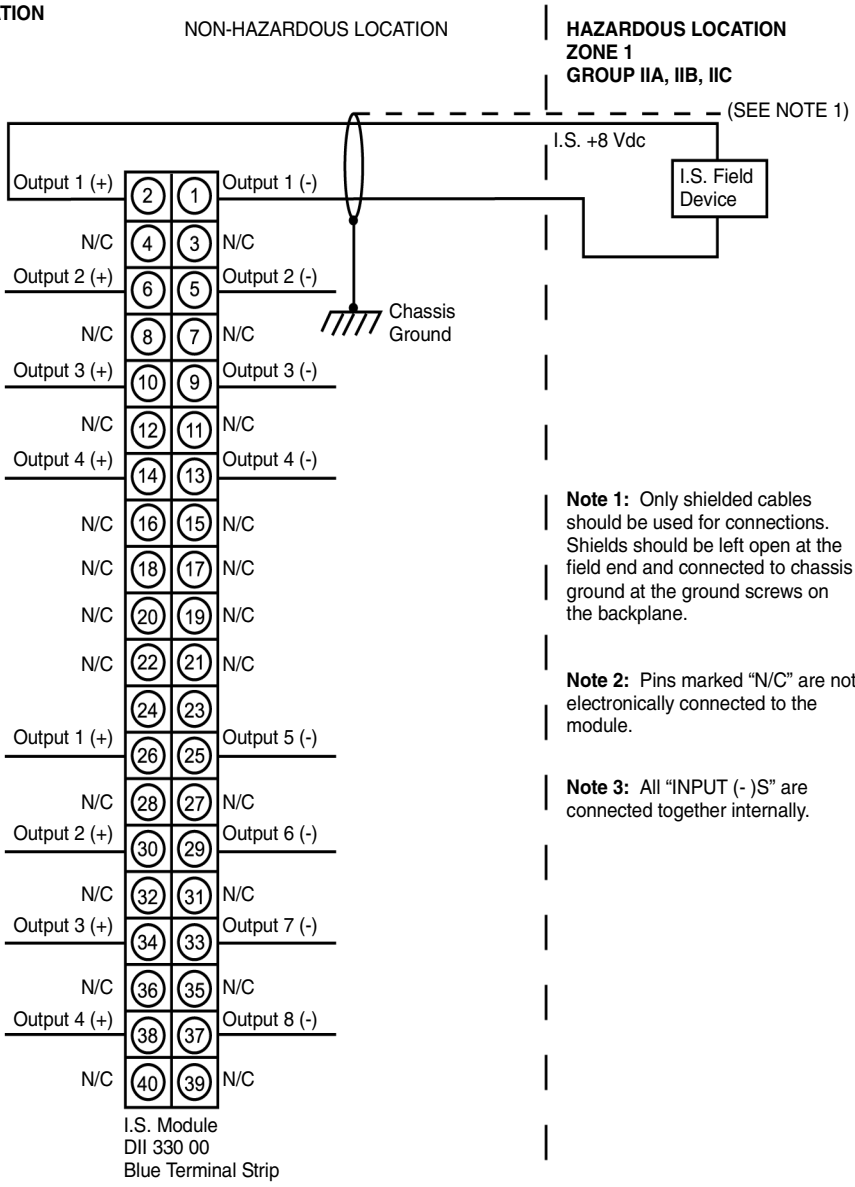 ATION
NON-HAZARDOUS LOCATION
HAZARDOUS LOCATION
ZONE 1
GROUP IIA, IIB, IIC
(SEE NOTE 1)
I.S. +8 Vdc
I.S. Field
Device
Output 1 (+) 2 1 Output 1 (-)
N/C 4 3 N/C
Output 2 (+) 6 5 Output 2 (-)
Chassis
Ground
N/C 8 7 N/C
Output 3 (+) 10 9 Output 3 (-)
N/C 12 11 N/C
Output 4 (+) 14 13 Output 4 (-)
N/C 16 15 N/C
N/C 18 17 N/C
N/C 20 19 N/C
N/C 22 21 N/C
24 23
Output 1 (+) 26 25 Output 5 (-)
N/C 28 27 N/C
Output 2 (+) 30 29 Output 6 (-)
N/C 32 31 N/C
Output 3 (+) 34 33 Output 7 (-)
N/C 36 35 N/C
Output 4 (+) 38 37 Output 8 (-)
N/C 40 39 N/C
I.S. Module
DII 330 00
Blue Terminal Strip
Note 1: Only shielded cables
should be used for connections.
Shields should be left open at the
field end and connected to chassis
ground at the ground screws on
the backplane.
Note 2: Pins marked “N/C” are not
electronically connected to the
module.
Note 3: All “INPUT (- )S” are
connected together internally.